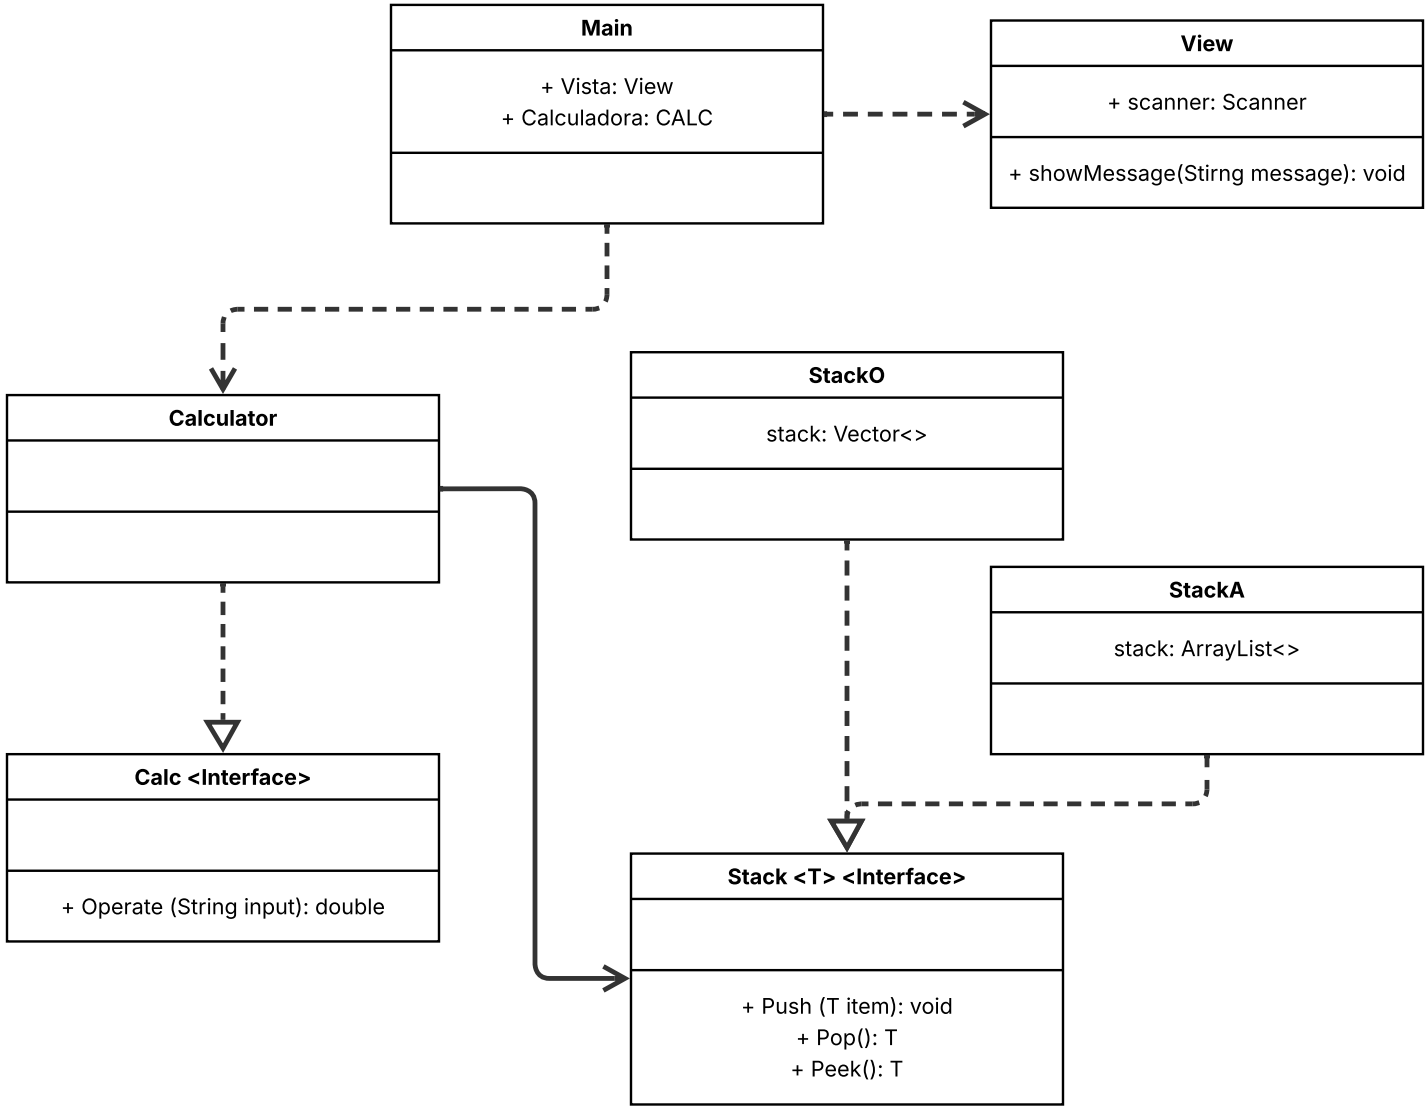 Main
+ Vista: View
+ Calculadora: CALC
View
+ scanner: Scanner
+ showMessage(Stirng message): void
Calculator
StackO
stack: Vector<>
StackA
stack: ArrayList<>
Calc <Interface>
+ Operate (String input): double
Stack <T> <Interface>
+ Push (T item): void
+ Pop(): T
+ Peek(): T